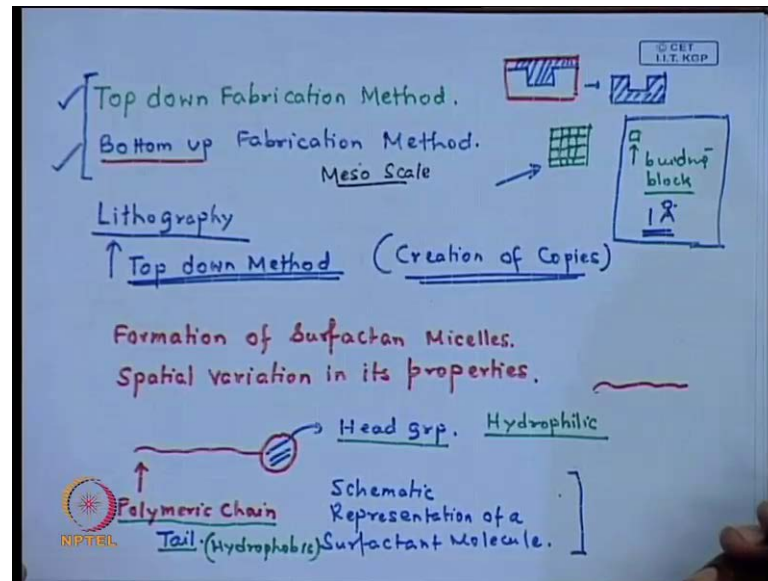 © CET
I.I.T. KGP
Top down Fabrication Method.
Bottom up Fabrication Method.
Meso Scale
building
block
1 Å
Lithography
Top down Method (Creation of Copies)
Formation of Surfactan Micelles.
Spatial variation in its properties.
Head grp. Hydrophilic
Polymeric Chain
Tail. (Hydrophobic)
Schematic
Representation of a
Surfactant Molecule.
NPTEL